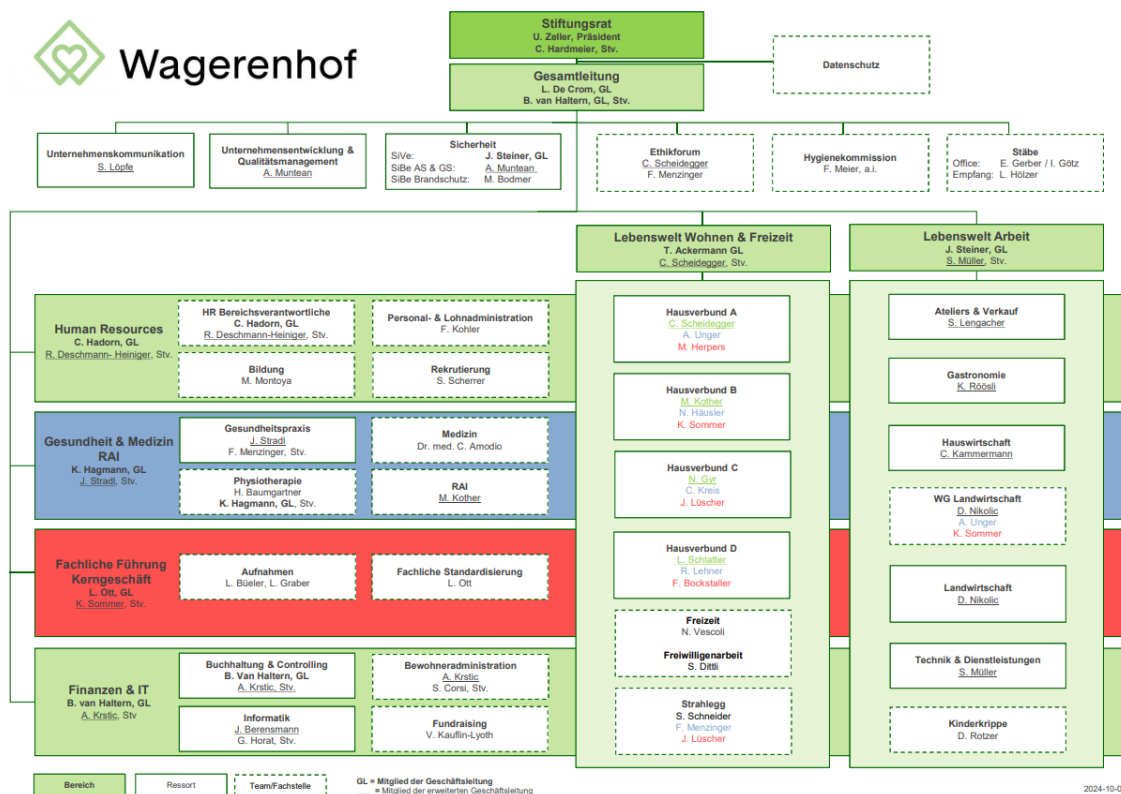 Wagerenhof
Stiftungsrat
U. Zeller, Präsident
C. Hardmeier, Stv.
Gesamtleitung
L. De Crom, GL
B. van Haltern, GL, Stv.
Datenschutz
Unternehmenskommunikation
S. Löpfe
Unternehmensentwicklung &
Qualitätsmanagement
A. Muntean
Sicherheit
SiVe: J. Steiner, GL
SiBe AS & GS: A. Muntean
SiBe Brandschutz: M. Bodmer
Ethikforum
C. Scheidegger
F. Menzinger
Hygienekommission
F. Meier, a.i.
Stäbe
Office: E. Gerber / I. Götz
Empfang: L. Hölzer
Lebenswelt Wohnen & Freizeit
T. Ackermann GL
C. Scheidegger, Stv.
Lebenswelt Arbeit
J. Steiner, GL
S. Müller, Stv.
Human Resources
C. Hadorn, GL
R. Deschmann- Heiniger, Stv.
HR Bereichsverantwortliche
C. Hadorn, GL
R. Deschmann-Heiniger, Stv.
Personal- & Lohnadministration
F. Kohler
Bildung
M. Montoya
Rekrutierung
S. Scherrer
Gesundheit & Medizin
RAI
K. Hagmann, GL
J. Stradl, Stv.
Gesundheitspraxis
J. Stradl
F. Menzinger, Stv.
Medizin
Dr. med. C. Amodio
Physiotherapie
H. Baumgartner
K. Hagmann, GL, Stv.
RAI
M. Kother
Fachliche Führung
Kerngeschäft
L. Ott, GL
K. Sommer, Stv.
Aufnahmen
L. Büeler, L. Graber
Fachliche Standardisierung
L. Ott
Finanzen & IT
B. van Haltern, GL
A. Krstic, Stv
Buchhaltung & Controlling
B. Van Haltern, GL
A. Krstic, Stv.
Bewohneradministration
A. Krstic
S. Corsi, Stv.
Informatik
J. Berensmann
G. Horat, Stv.
Fundraising
V. Kauflin-Lyoth
Hausverbund A
C. Scheidegger
A. Unger
M. Herpers
Hausverbund B
M. Kother
N. Häusler
K. Sommer
Hausverbund C
N. Gyr
C. Kreis
J. Lüscher
Hausverbund D
L. Schlatter
R. Lehner
F. Bockstaller
Freizeit
N. Vescoli
Freiwilligenarbeit
S. Dittli
Strahlegg
S. Schneider
F. Menzinger
J. Lüscher
Ateliers & Verkauf
S. Lengacher
Gastronomie
K. Röösli
Hauswirtschaft
C. Kammermann
WG Landwirtschaft
D. Nikolic
A. Unger
K. Sommer
Landwirtschaft
D. Nikolic
Technik & Dienstleistungen
S. Müller
Kinderkrippe
D. Rotzer
Bereich
Ressort
Team/Fachstelle
GL = Mitglied der Geschäftsleitung
= Mitglied der erweiterten Geschäftsleitung